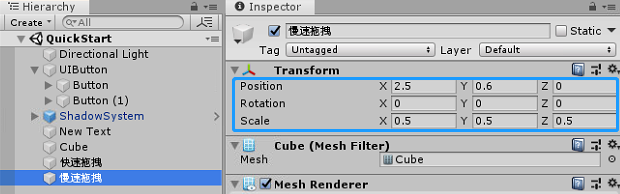 Hierarchy
Create All
QuickStart
Directional Light
UIButton
Button
Button (1)
ShadowSystem
New Text
Cube
快速拖拽
慢速拖拽
Inspector
慢速拖拽 Static
Tag Untagged Layer Default
Transform
Position X 2.5 Y 0.6 Z 0
Rotation X 0 Y 0 Z 0
Scale X 0.5 Y 0.5 Z 0.5
Cube (Mesh Filter)
Mesh Cube
Mesh Renderer